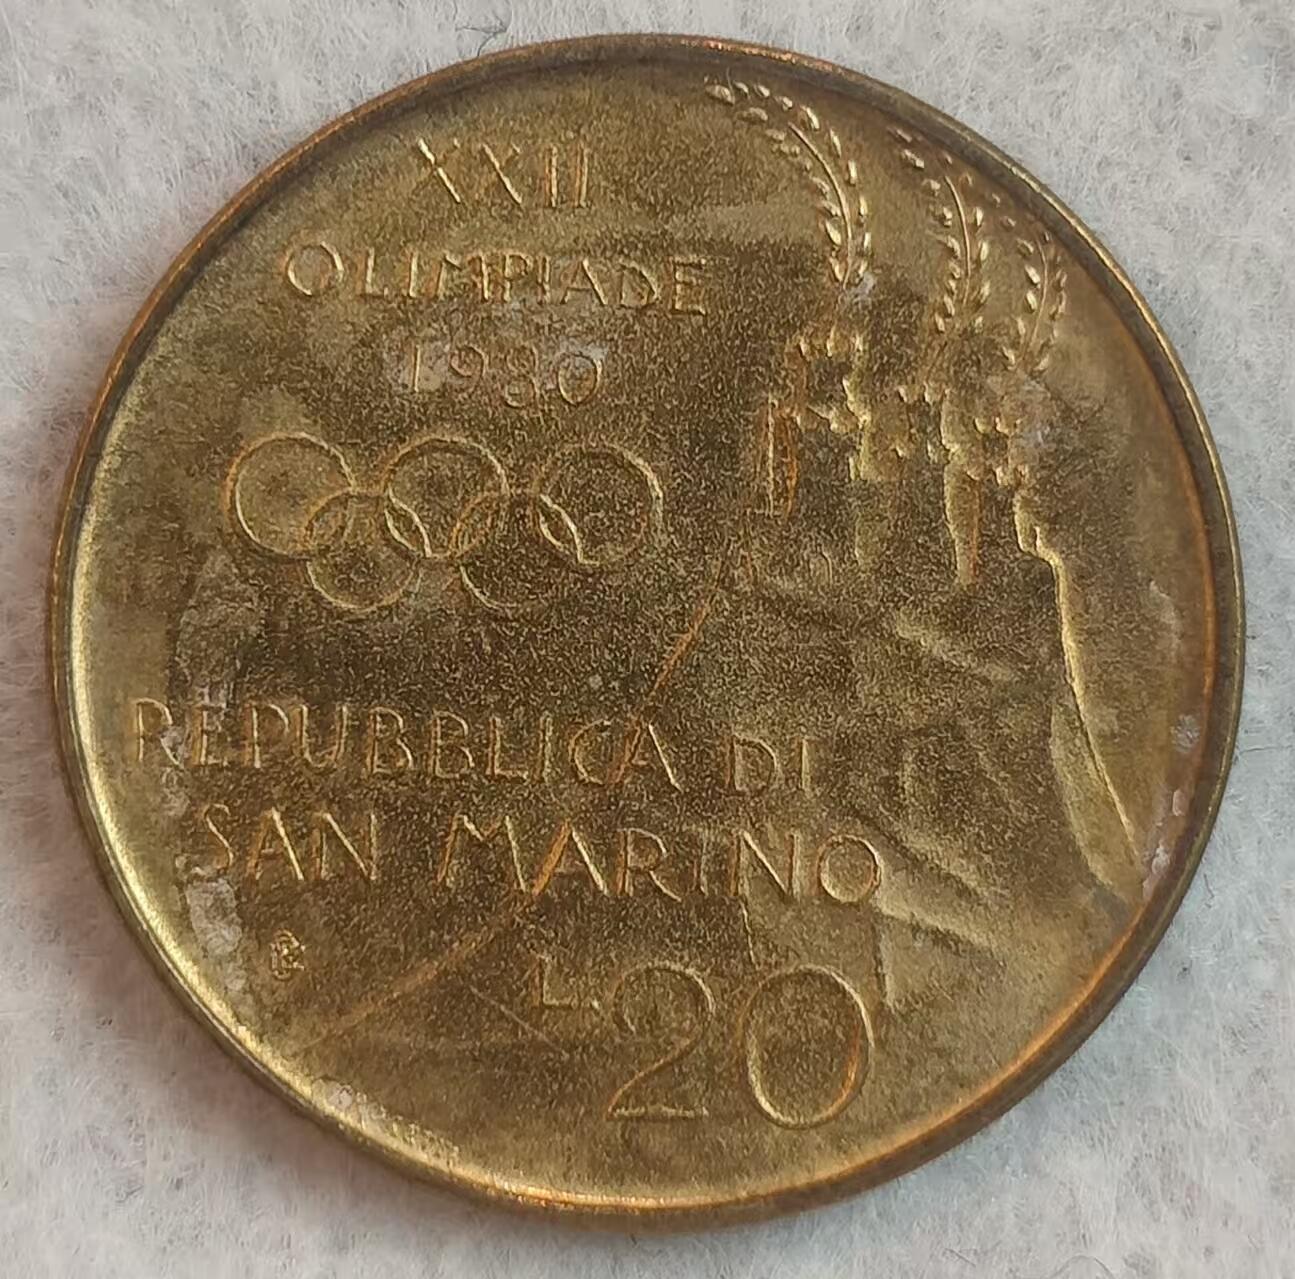 XXII
OLIMPIADE
1980
REPUBBLICA DI
SAN MARINO
L.20